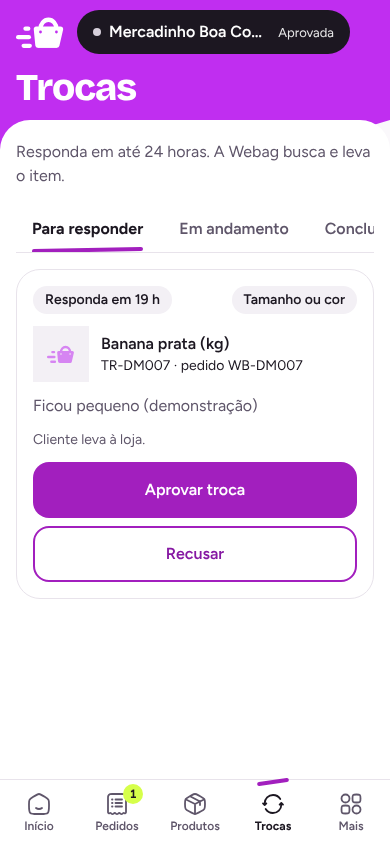 Mercadinho Boa Co... Aprovada
Trocas
Responda em até 24 horas. A Webag busca e leva
o item.
Para responder Em andamento Conclu
Responda em 19 h Tamanho ou cor
Banana prata (kg)
TR-DM007 · pedido WB-DM007
Ficou pequeno (demonstração)
Cliente leva à loja.
Aprovar troca
Recusar
1
Início Pedidos Produtos Trocas Mais